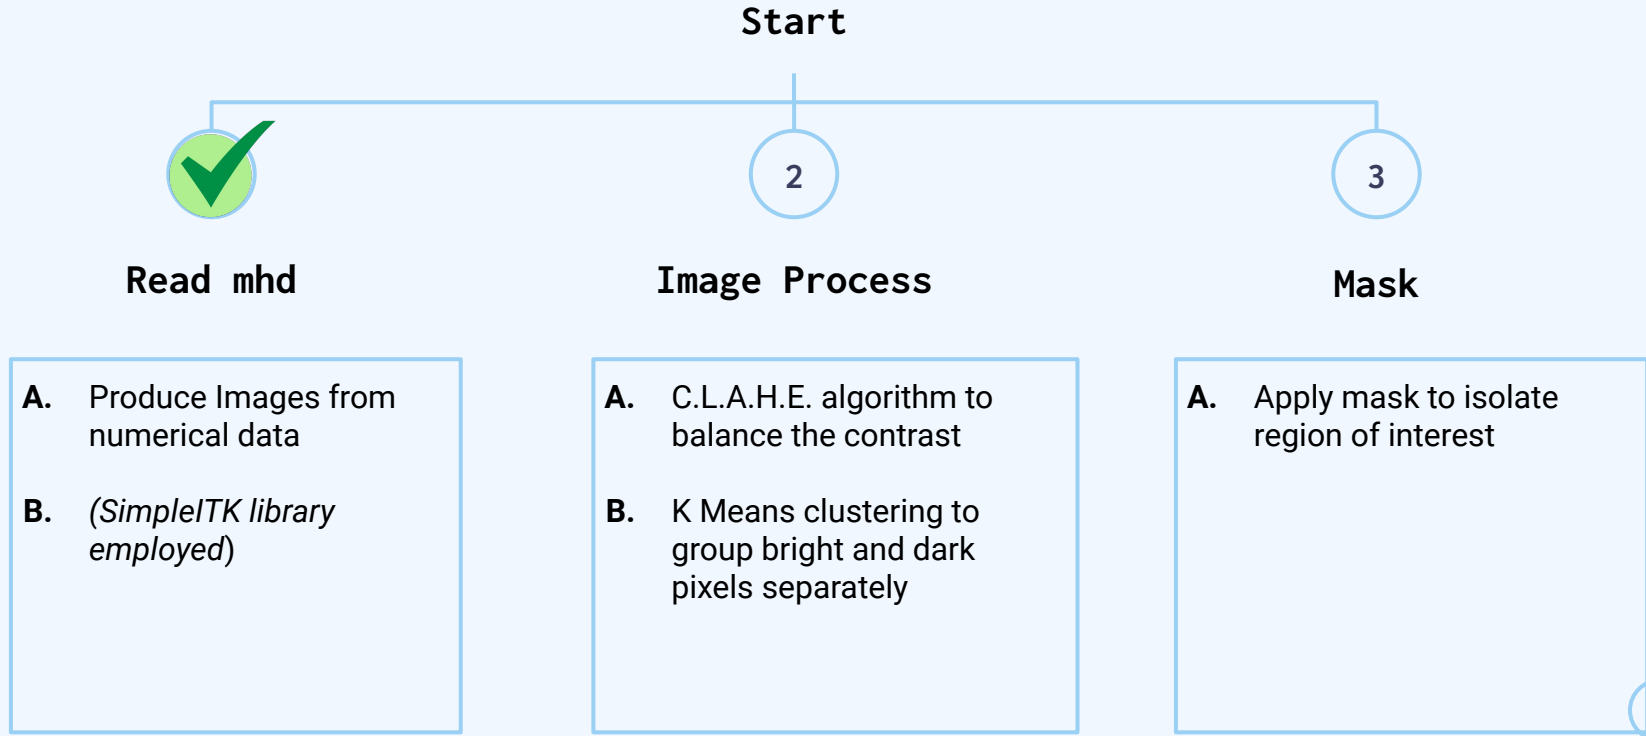 Start
2
3
Read mhd
Image Process
Mask
A. Produce Images from
numerical data
B. (SimpleITK library
employed)
A. C.L.A.H.E. algorithm to
balance the contrast
B. K Means clustering to
group bright and dark
pixels separately
A. Apply mask to isolate
region of interest